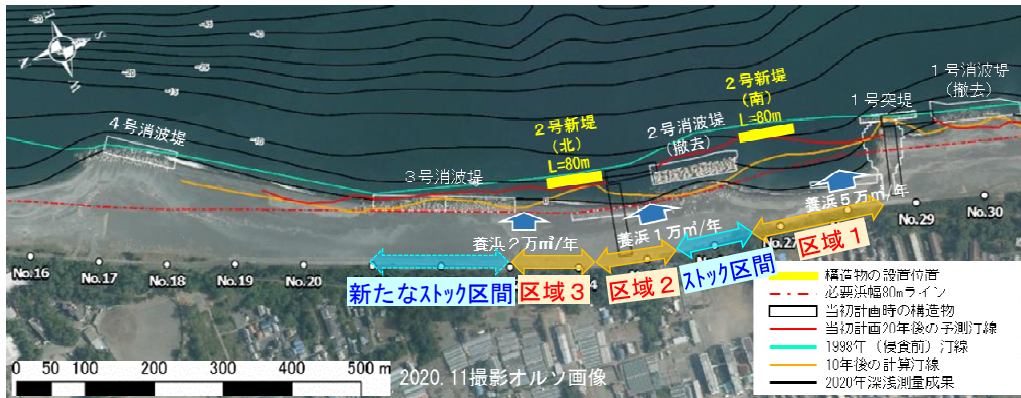 １号消波堤
（撤去）
２号新堤
（南）
L=80m
１号突堤
４号消波堤
２号新堤
（北）
L=80m
２号消波堤
（撤去）
３号消波堤
養浜２万㎥/年
養浜１万㎥/年
養浜５万㎥/年
No.16
No.17
No.18
No.19
No.20
No.27
No.29
No.30
新たなストック区間
区域３
区域２
ストック区間
区域１
構造物の設置位置
必要浜幅80mライン
当初計画時の構造物
当初計画20年後の予測汀線
1998年（侵食前）汀線
10年後の計算汀線
2020年深浅測量成果
0 50 100 200 300 400 500 m
2020.11撮影オルソ画像